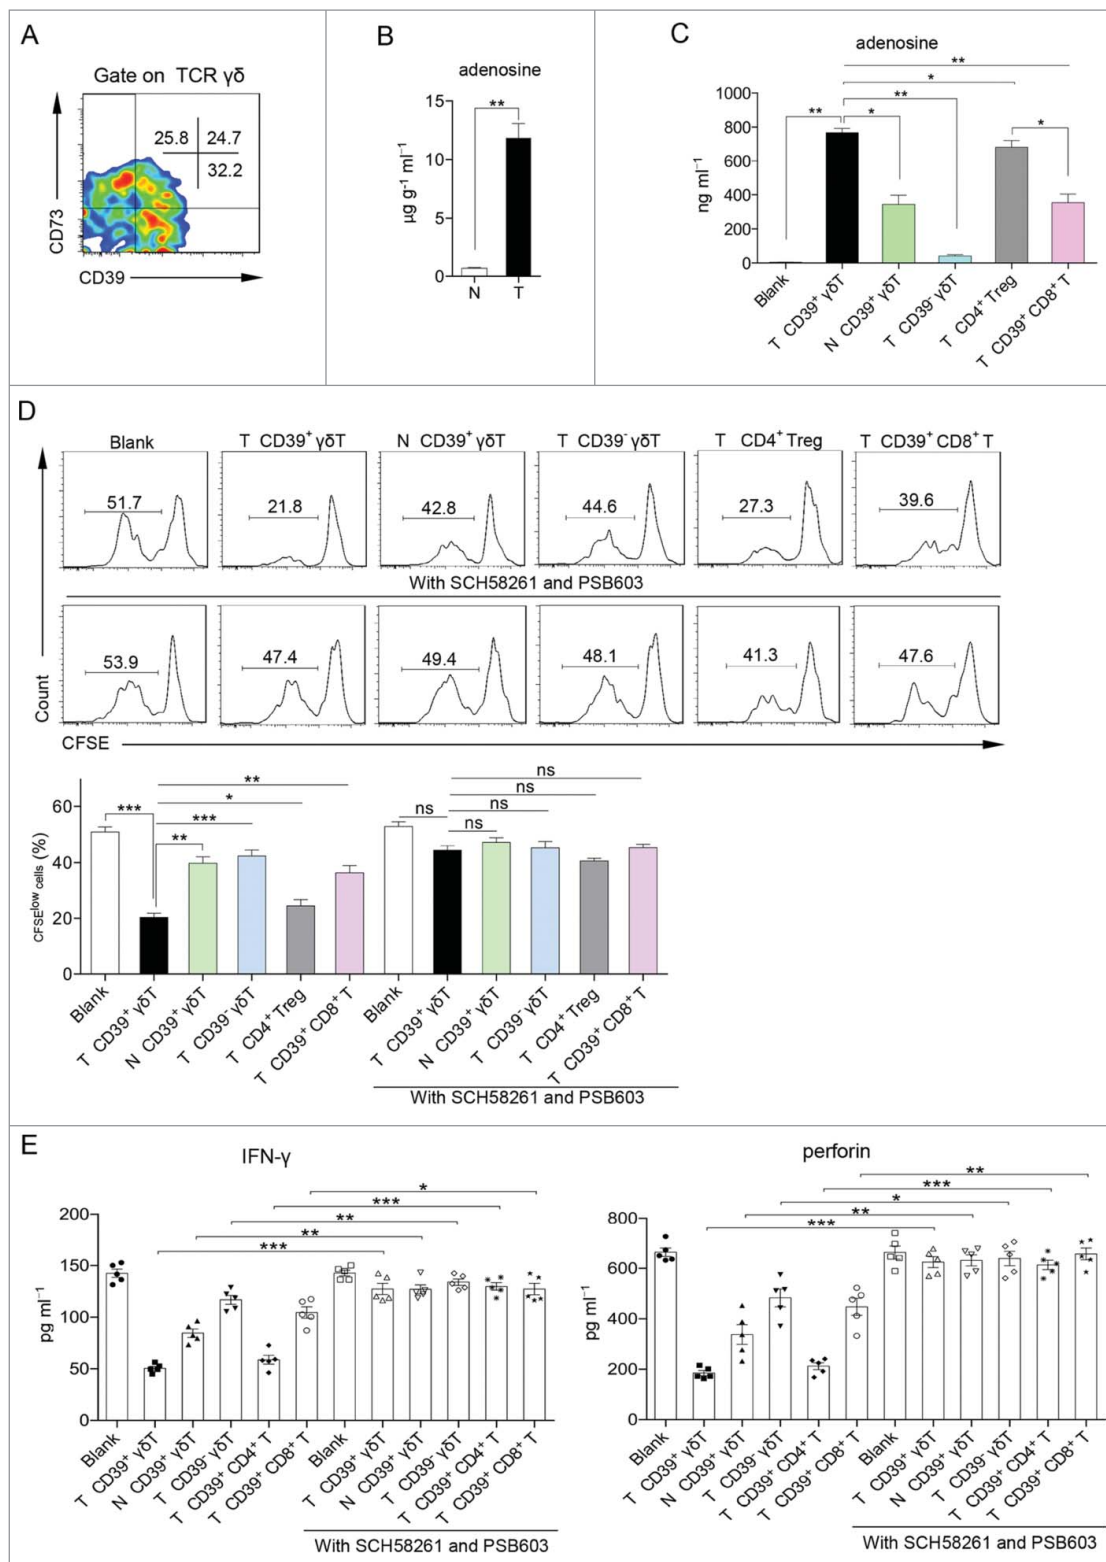 A
Gate on TCR γδ
25.8 24.7
32.2
CD73
CD39
B
adenosine
**
15
10
5
0
µg g-1 ml-1
N T
C
adenosine
**
*
**
** *
*
1000
800
600
400
200
0
ng ml-1
Blank
T CD39+ γδT
N CD39+ γδT
T CD39- γδT
T CD4+ Treg
T CD39+ CD8+ T
D
Blank T CD39+ γδT N CD39+ γδT T CD39- γδT T CD4+ Treg T CD39+ CD8+ T
51.7 21.8 42.8 44.6 27.3 39.6
With SCH58261 and PSB603
53.9 47.4 49.4 48.1 41.3 47.6
Count
CFSE
**
*
*** ***
**
ns
ns
ns ns
ns
60
40
20
0
CFSElow cells (%)
Blank
T CD39+ γδT
N CD39+ γδT
T CD39- γδT
T CD4+ Treg
T CD39+ CD8+ T
Blank
T CD39+ γδT
N CD39+ γδT
T CD39- γδT
T CD4+ Treg
T CD39+ CD8+ T
With SCH58261 and PSB603
E
IFN-γ
*
***
**
**
***
200
150
100
50
0
pg ml-1
Blank
T CD39+ γδT
N CD39+ γδT
T CD39- γδT
T CD39+ CD4+ T
T CD39+ CD8+ T
Blank
T CD39+ γδT
N CD39+ γδT
T CD39- γδT
T CD39+ CD4+ T
T CD39+ CD8+ T
With SCH58261 and PSB603
perforin
**
***
*
**
***
800
600
400
200
0
pg ml-1
Blank
T CD39+ γδT
N CD39+ γδT
T CD39- γδT
T CD39+ CD4+ T
T CD39+ CD8+ T
Blank
T CD39+ γδT
N CD39+ γδT
T CD39- γδT
T CD39+ CD4+ T
T CD39+ CD8+ T
With SCH58261 and PSB603